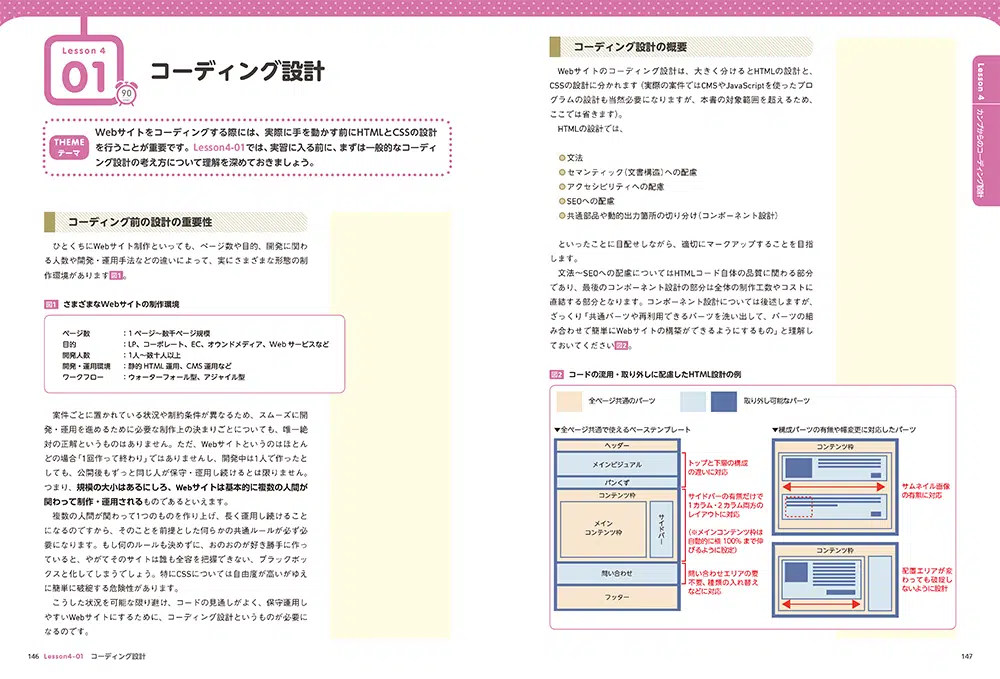 Lesson 4
01
90
コーディング設計
THEME
テーマ
Webサイトをコーディングする際には、実際に手を動かす前にHTMLとCSSの設計
を行うことが重要です。Lesson4-01では、実習に入る前に、まずは一般的なコーディ
ング設計の考え方について理解を深めておきましょう。
コーディング前の設計の重要性
ひとくちにWebサイト制作といっても、ページ数や目的、開発に関わ
る人数や開発・運用手法などの違いによって、実にさまざまな形態の制
作環境があります図1。
図1 さまざまなWebサイトの制作環境
ページ数 ：1 ページ〜数千ページ規模
目的 ：LP、コーポレート、EC、オウンドメディア、Web サービスなど
開発人数 ：1人〜数十人以上
開発・運用環境 ：静的 HTML 運用、CMS 運用など
ワークフロー ：ウォーターフォール型、アジャイル型
案件ごとに置かれている状況や制約条件が異なるため、スムーズに開
発・運用を進めるために必要な制作上の決まりごとについても、唯一絶
対の正解というものはありません。ただ、Webサイトというのはほとん
どの場合「1回作って終わり」ではありませんし、開発中は1人で作ったと
しても、公開後もずっと同じ人が保守・運用し続けるとは限りません。
つまり、規模の大小はあるにしろ、Webサイトは基本的に複数の人間が
関わって制作・運用されるものであるといえます。
複数の人間が関わって1つのものを作り上げ、長く運用し続けること
になるのですから、そのことを前提とした何らかの共通ルールが必ず必
要になります。もし何のルールも決めずに、おのおのが好き勝手に作っ
ていると、やがてそのサイトは誰も全容を把握できない、ブラックボッ
クスと化してしまうでしょう。特にCSSについては自由度が高いがゆえ
に簡単に破綻する危険性があります。
こうした状況を可能な限り避け、コードの見通しがよく、保守運用し
やすいWebサイトにするために、コーディング設計というものが必要に
なるのです。
146 Lesson4-01 コーディング設計
コーディング設計の概要
Webサイトのコーディング設計は、大きく分けるとHTMLの設計と、
CSSの設計に分かれます（実際の案件ではCMSやJavaScriptを使ったプロ
グラムの設計も当然必要になりますが、本書の対象範囲を超えるため、
ここでは省きます）。
HTMLの設計では、
文法
セマンティック（文書構造）への配慮
アクセシビリティへの配慮
SEOへの配慮
共通部品や動的出力箇所の切り分け（コンポーネント設計）
といったことに目配せしながら、適切にマークアップすることを目指
します。
文法〜SEOへの配慮についてはHTMLコード自体の品質に関わる部分
であり、最後のコンポーネント設計の部分は全体の制作工数やコストに
直結する部分となります。コンポーネント設計については後述しますが、
ざっくり「共通パーツや再利用できるパーツを洗い出して、パーツの組
み合わせで簡単にWebサイトの構築ができるようにするもの」と理解し
ておいてください図2。
図2 コードの流用・取り外しに配慮したHTML設計の例
全ページ共通のパーツ
取り外し可能なパーツ
▼全ページ共通で使えるベーステンプレート
ヘッダー
メインビジュアル
パンくず
コンテンツ枠
メイン
コンテンツ枠
サイドバー
問い合わせ
フッター
トップと下層の構成
の違いに対応
サイドバーの有無だけで
1カラム・2カラム両方の
レイアウトに対応
（※メインコンテンツ枠は
自動的に横 100% まで伸
びるように設定）
問い合わせエリアの要
不要、種類の入れ替え
などに対応
▼構成パーツの有無や幅変更に対応したパーツ
コンテンツ枠
サムネイル画像
の有無に対応
コンテンツ枠
配置エリアが変
わっても破綻し
ないように設計
Lesson 4
カンプからのコーディング設計
147